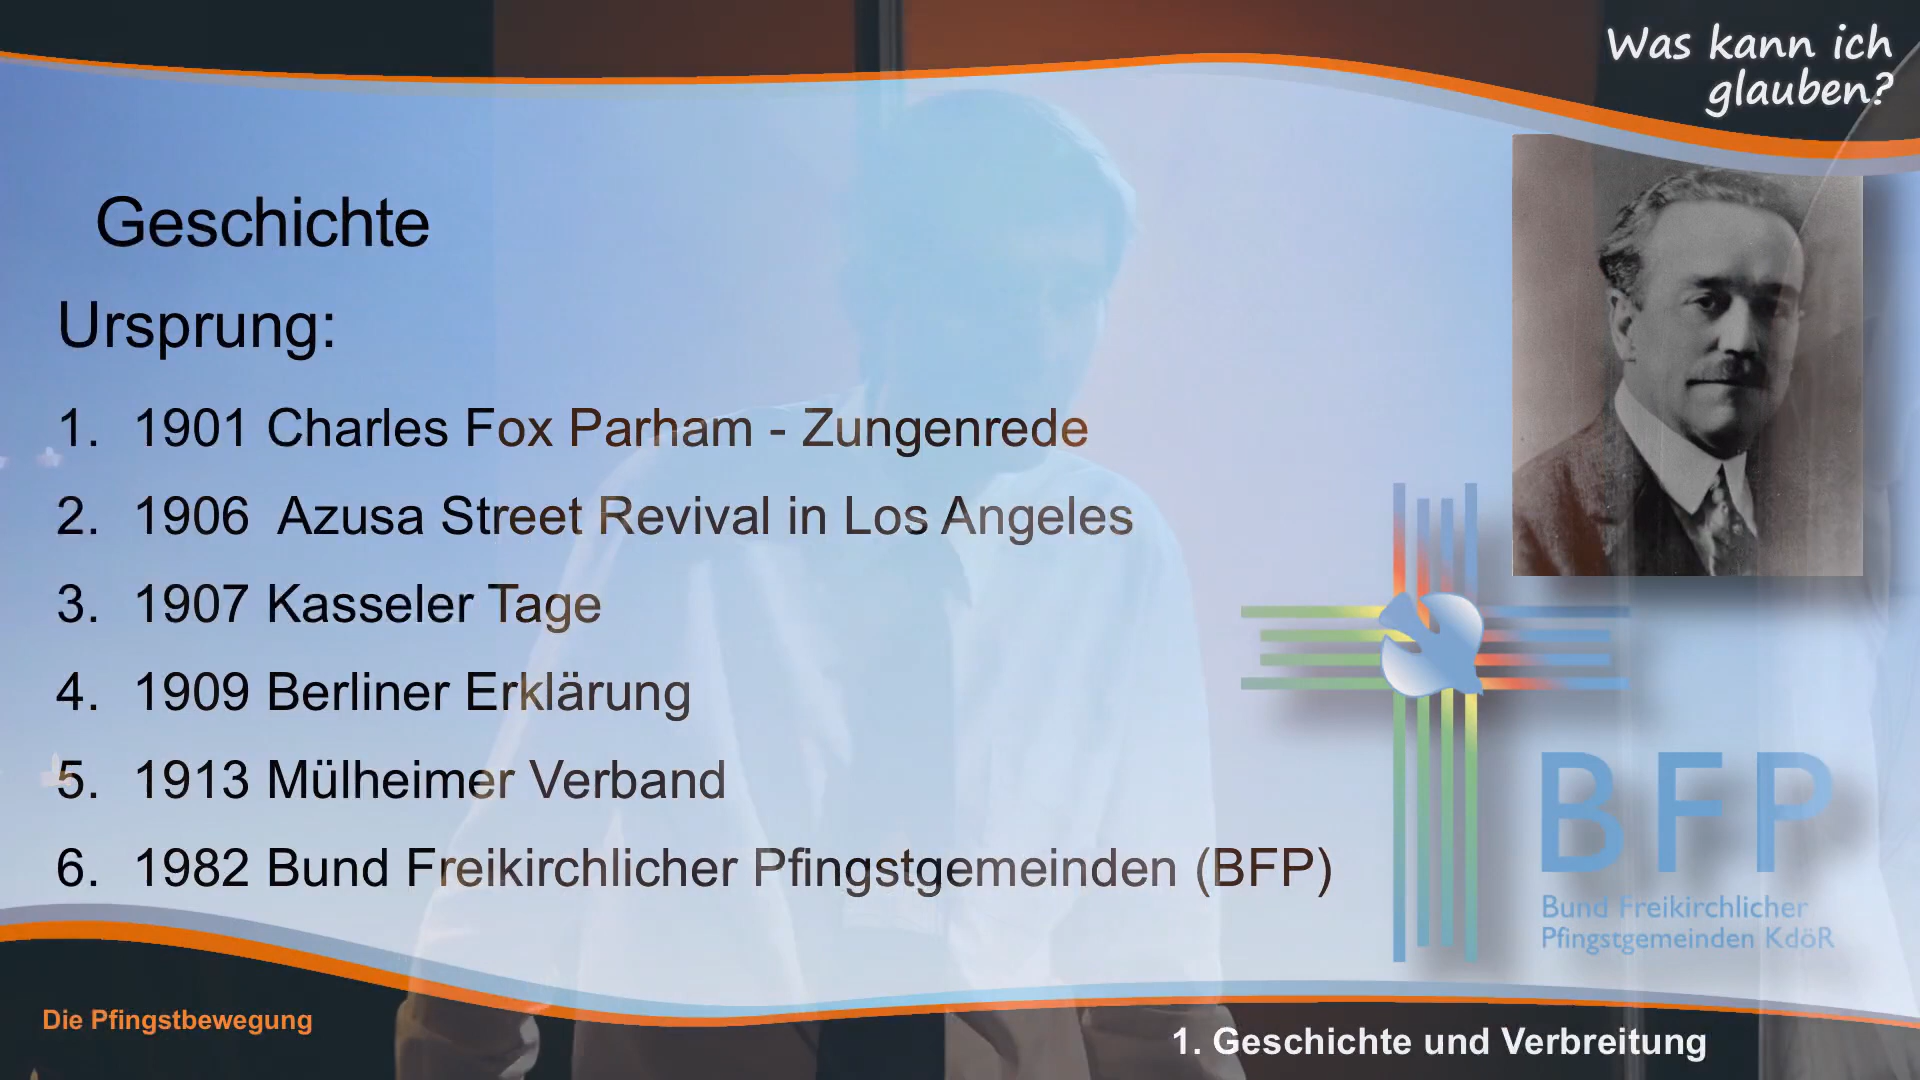 Was kann ich
glauben?
Geschichte
Ursprung:
1. 1901 Charles Fox Parham - Zungenrede
2. 1906 Azusa Street Revival in Los Angeles
3. 1907 Kasseler Tage
4. 1909 Berliner Erklärung
5. 1913 Mülheimer Verband
6. 1982 Bund Freikirchlicher Pfingstgemeinden (BFP)
BFP
Bund Freikirchlicher
Pfingstgemeinden KdöR
Die Pfingstbewegung
1. Geschichte und Verbreitung